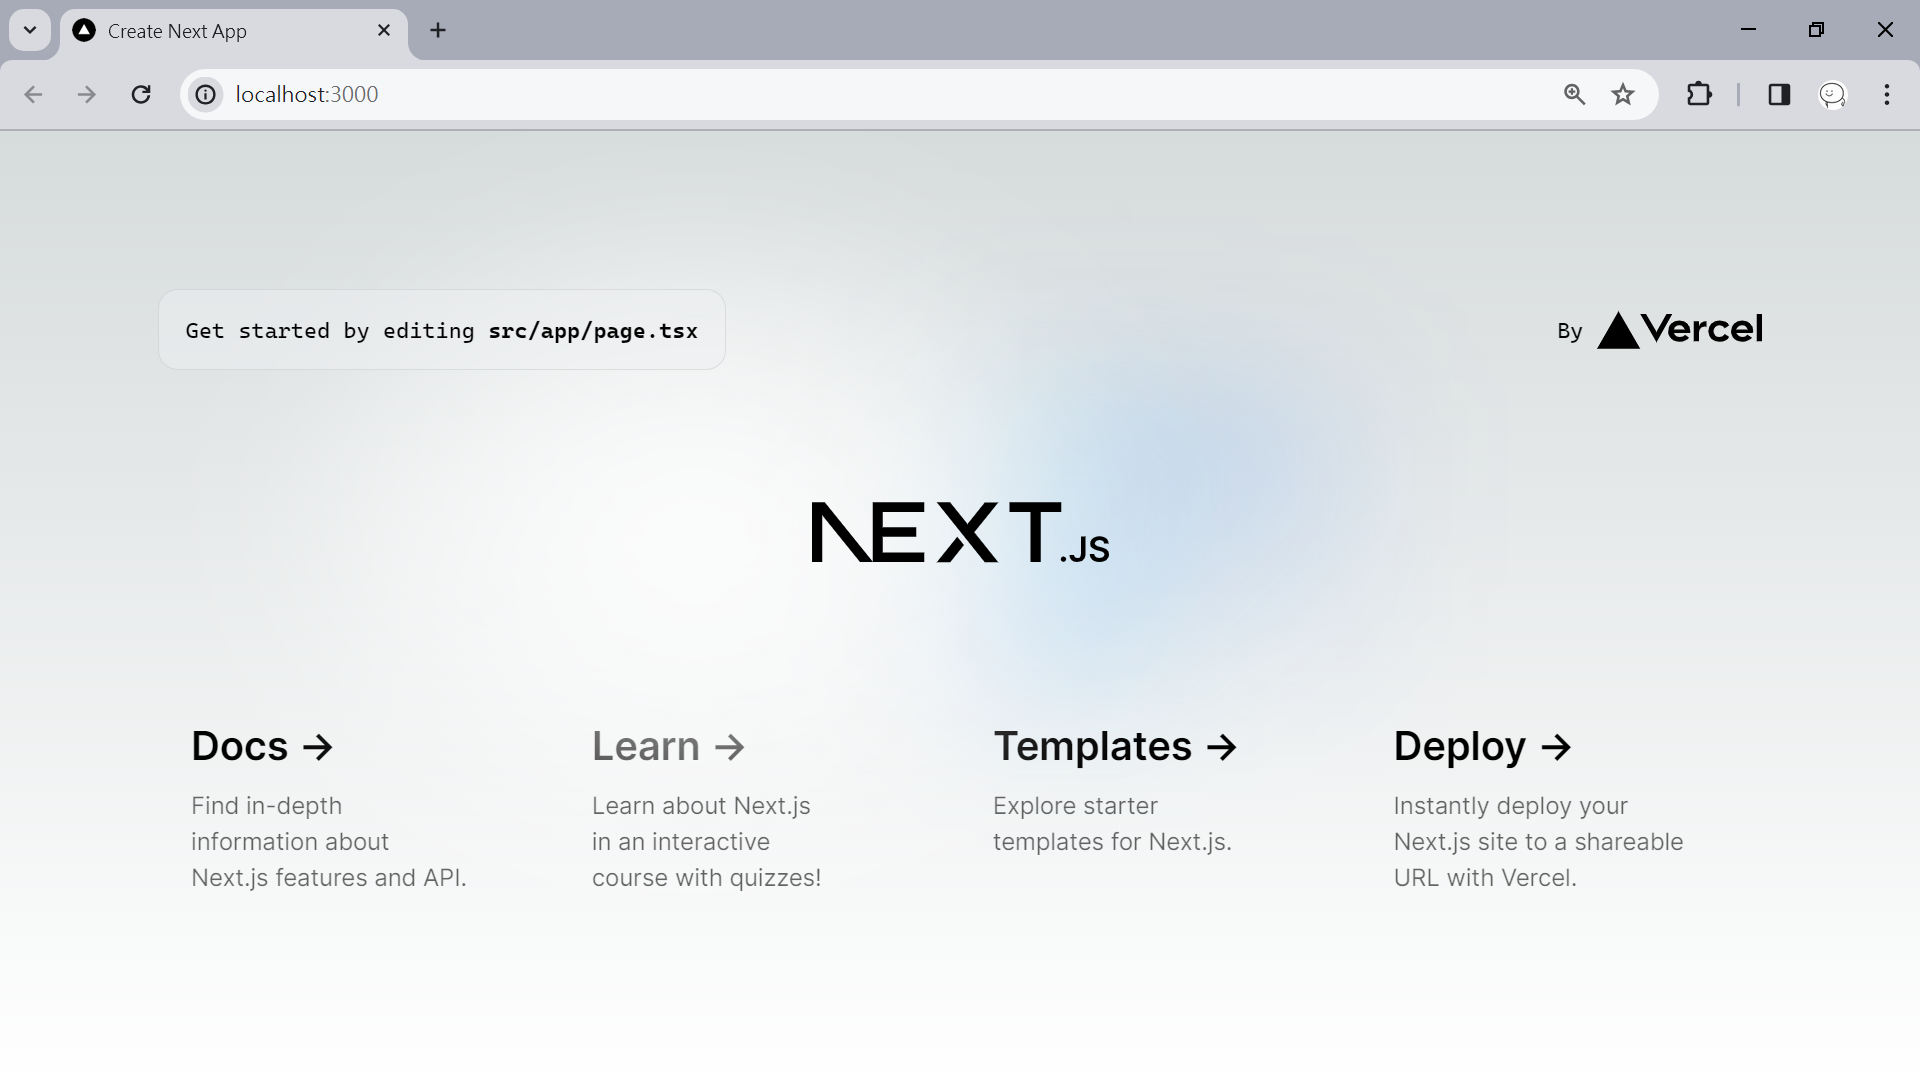 Create Next App
localhost:3000
Get started by editing src/app/page.tsx
By Vercel
NEXT.JS
Docs →
Find in-depth
information about
Next.js features and API.
Learn →
Learn about Next.js
in an interactive
course with quizzes!
Templates →
Explore starter
templates for Next.js.
Deploy →
Instantly deploy your
Next.js site to a shareable
URL with Vercel.